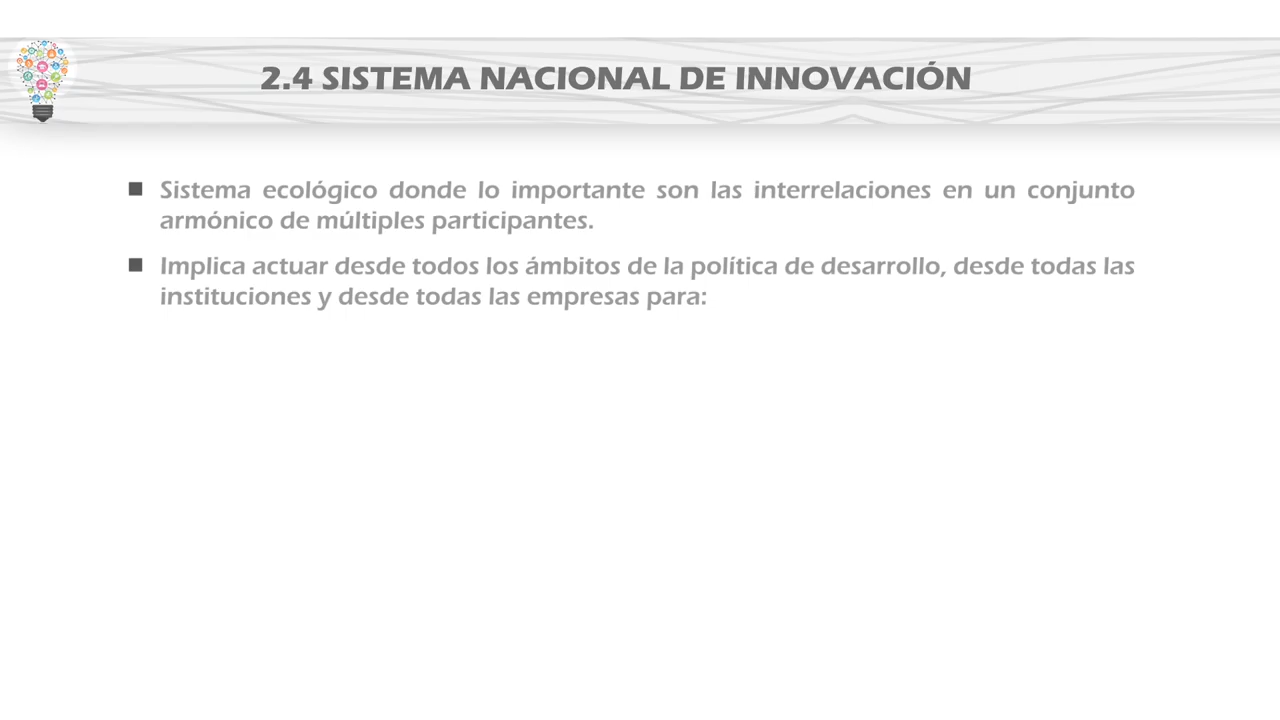 2.4 SISTEMA NACIONAL DE INNOVACIÓN
Sistema ecológico donde lo importante son las interrelaciones en un conjunto
armónico de múltiples participantes.
Implica actuar desde todos los ámbitos de la política de desarrollo, desde todas las
instituciones y desde todas las empresas para: